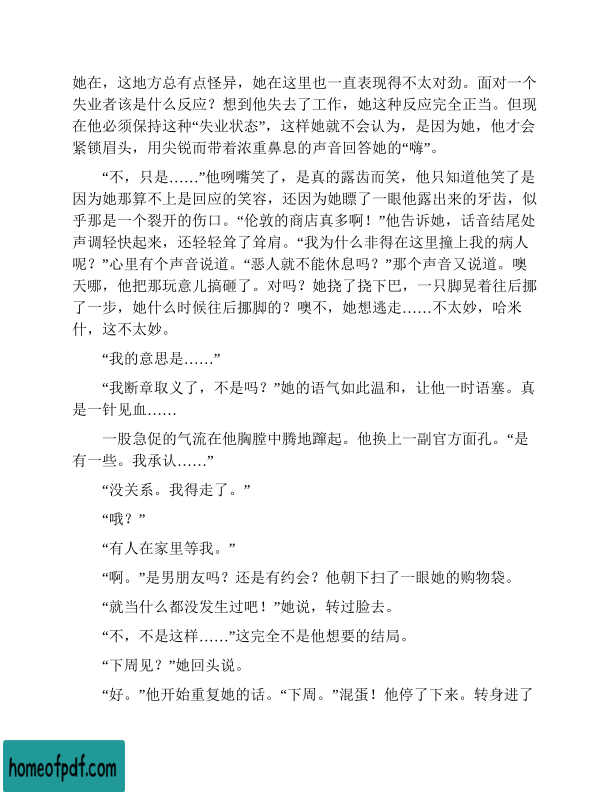 她在，这地方总有点怪异，她在这里也一直表现得不太对劲。面对一个
失业者该是什么反应？想到他失去了工作，她这种反应完全正当。但现
在他必须保持这种“失业状态”，这样她就不会认为，是因为她，他才会
紧锁眉头，用尖锐而带着浓重鼻息的声音回答她的“嗨”。
“不，只是……”他咧嘴笑了，是真的露齿而笑，他只知道他笑了是
因为她那算不上是回应的笑容，还因为她瞟了一眼他露出来的牙齿，似
乎那是一个裂开的伤口。“伦敦的商店真多啊！”他告诉她，话音结尾处
声调轻快起来，还轻轻耸了耸肩。“我为什么非得在这里撞上我的病人
呢？”心里有个声音说道。“恶人就不能休息吗？”那个声音又说道。噢
天哪，他把那玩意儿搞砸了。对吗？她挠了挠下巴，一只脚晃着往后挪
了一步，她什么时候往后挪脚的？噢不，她想逃走……不太妙，哈米
什，这不太妙。
“我的意思是……”
“我断章取义了，不是吗？”她的语气如此温和，让他一时语塞。真
是一针见血……
一股急促的气流在他胸膛中腾地蹿起。他换上一副官方面孔。“是
有一些。我承认……”
“没关系。我得走了。”
“哦？”
“有人在家里等我。”
“啊。”是男朋友吗？还是有约会？他朝下扫了一眼她的购物袋。
“就当什么都没发生过吧！”她说，转过脸去。
“不，不是这样……”这完全不是他想要的结局。
“下周见？”她回头说。
“好。”他开始重复她的话。“下周。”混蛋！他停了下来。转身进了
homeofpdf.com